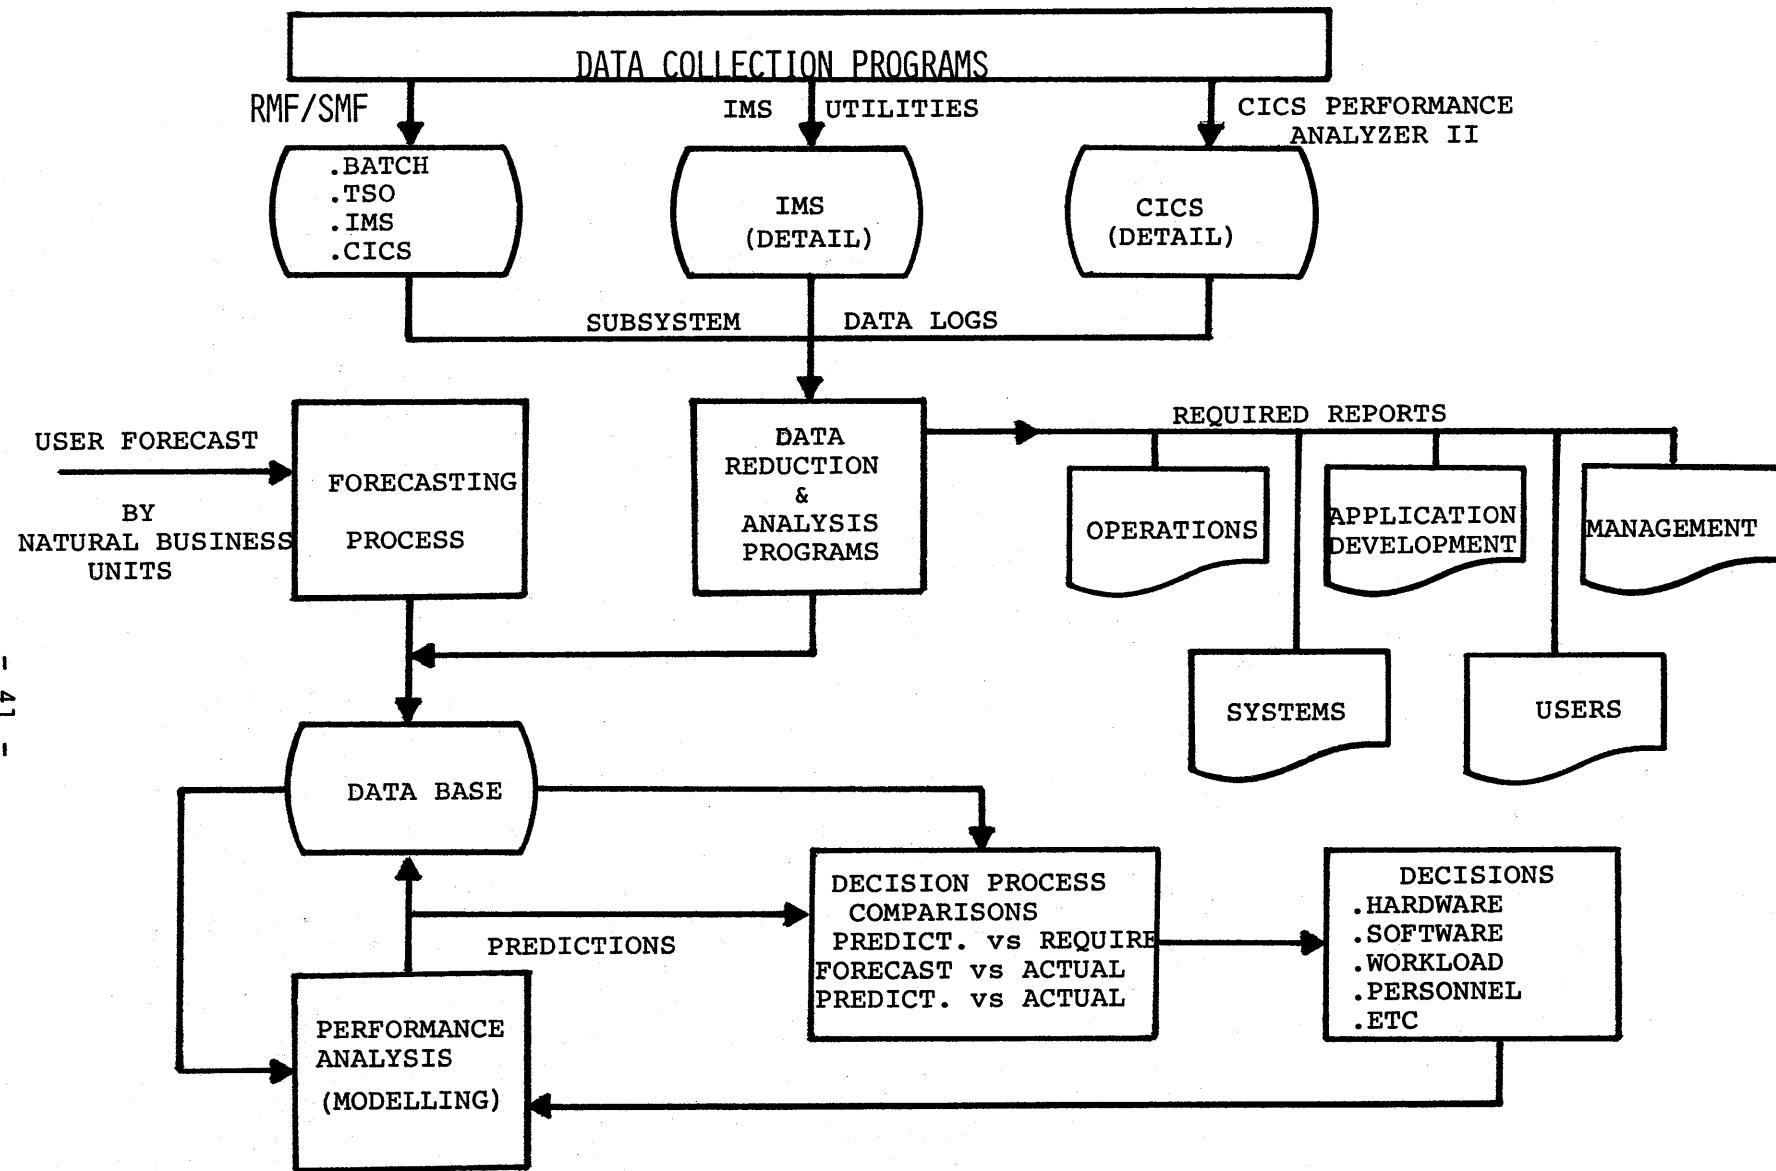 DATA COLLECTION PROGRAMS
RMF/SMF
IMS UTILITIES
CICS PERFORMANCE
ANALYZER II
.BATCH
.TSO
.IMS
.CICS
IMS
(DETAIL)
CICS
(DETAIL)
SUBSYSTEM DATA LOGS
USER FORECAST
BY
NATURAL BUSINESS
UNITS
FORECASTING
PROCESS
DATA
REDUCTION
&
ANALYSIS
PROGRAMS
REQUIRED REPORTS
OPERATIONS
APPLICATION
DEVELOPMENT
MANAGEMENT
SYSTEMS
USERS
- 41 -
DATA BASE
PREDICTIONS
PERFORMANCE
ANALYSIS
(MODELLING)
DECISION PROCESS
COMPARISONS
PREDICT. vs REQUIRE
FORECAST vs ACTUAL
PREDICT. vs ACTUAL
DECISIONS
.HARDWARE
.SOFTWARE
.WORKLOAD
.PERSONNEL
.ETC